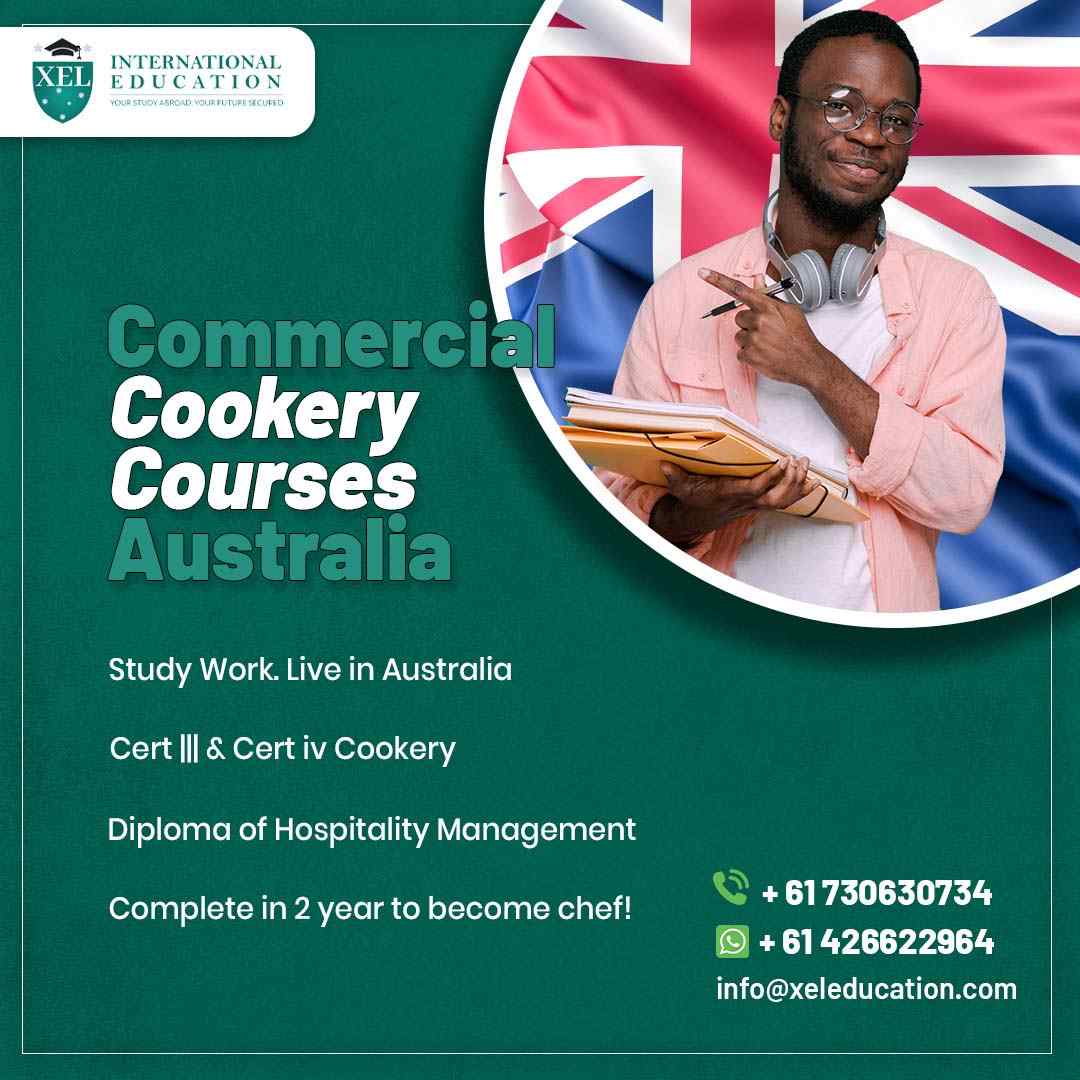 XEL
INTERNATIONAL
EDUCATION
YOUR STUDY ABROAD, YOUR FUTURE SECURED
Commercial
Cookery
Courses
Australia
Study Work. Live in Australia
Cert ||| & Cert iv Cookery
Diploma of Hospitality Management
Complete in 2 year to become chef!
+ 61 730630734
+ 61 426622964
info@xeleducation.com